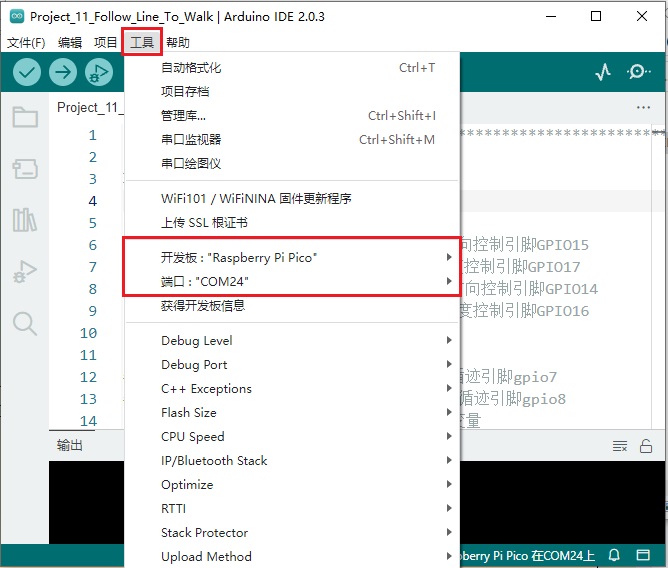 Project_11_Follow_Line_To_Walk | Arduino IDE 2.0.3
文件(F) 编辑 项目 工具 帮助
自动格式化 Ctrl+T
项目存档
Project_11_
管理库... Ctrl+Shift+I
串口监视器 Ctrl+Shift+M
串口绘图仪
WiFi101 / WiFiNINA 固件更新程序
上传 SSL 根证书
开发板 : "Raspberry Pi Pico"
端口 : "COM24"
获得开发板信息
Debug Level
Debug Port
C++ Exceptions
Flash Size
CPU Speed
IP/Bluetooth Stack
Optimize
RTTI
Stack Protector
Upload Method
1 **************************
2
3
4
5
6 向控制引脚GPIO15
7 控制引脚GPIO17
8 方向控制引脚GPIO14
9 度控制引脚GPIO16
10
11
12 循迹引脚gpio7
13 循迹引脚gpio8
14 变量
输出
berry Pi Pico 在COM24上